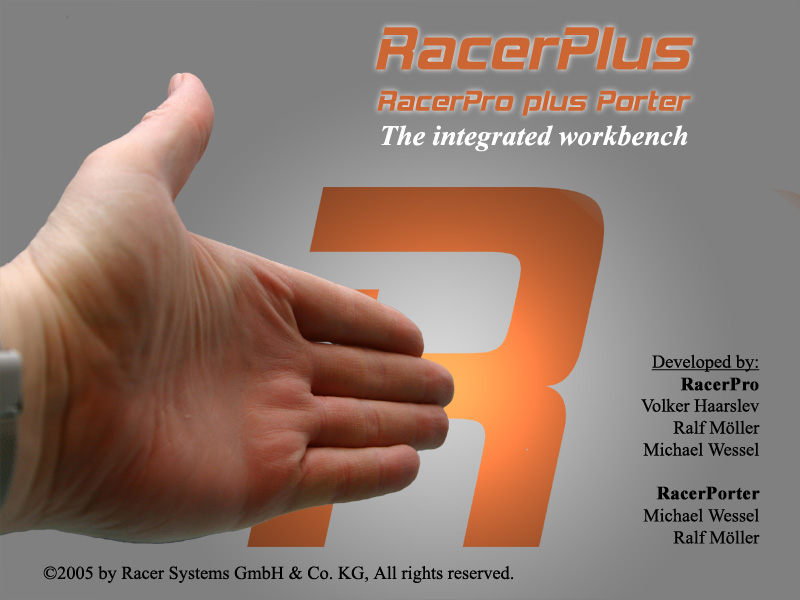 RacerPlus
RacerPro plus Porter
The integrated workbench
R
Developed by:
RacerPro
Volker Haarslev
Ralf Möller
Michael Wessel
RacerPorter
Michael Wessel
Ralf Möller
©2005 by Racer Systems GmbH & Co. KG, All rights reserved.